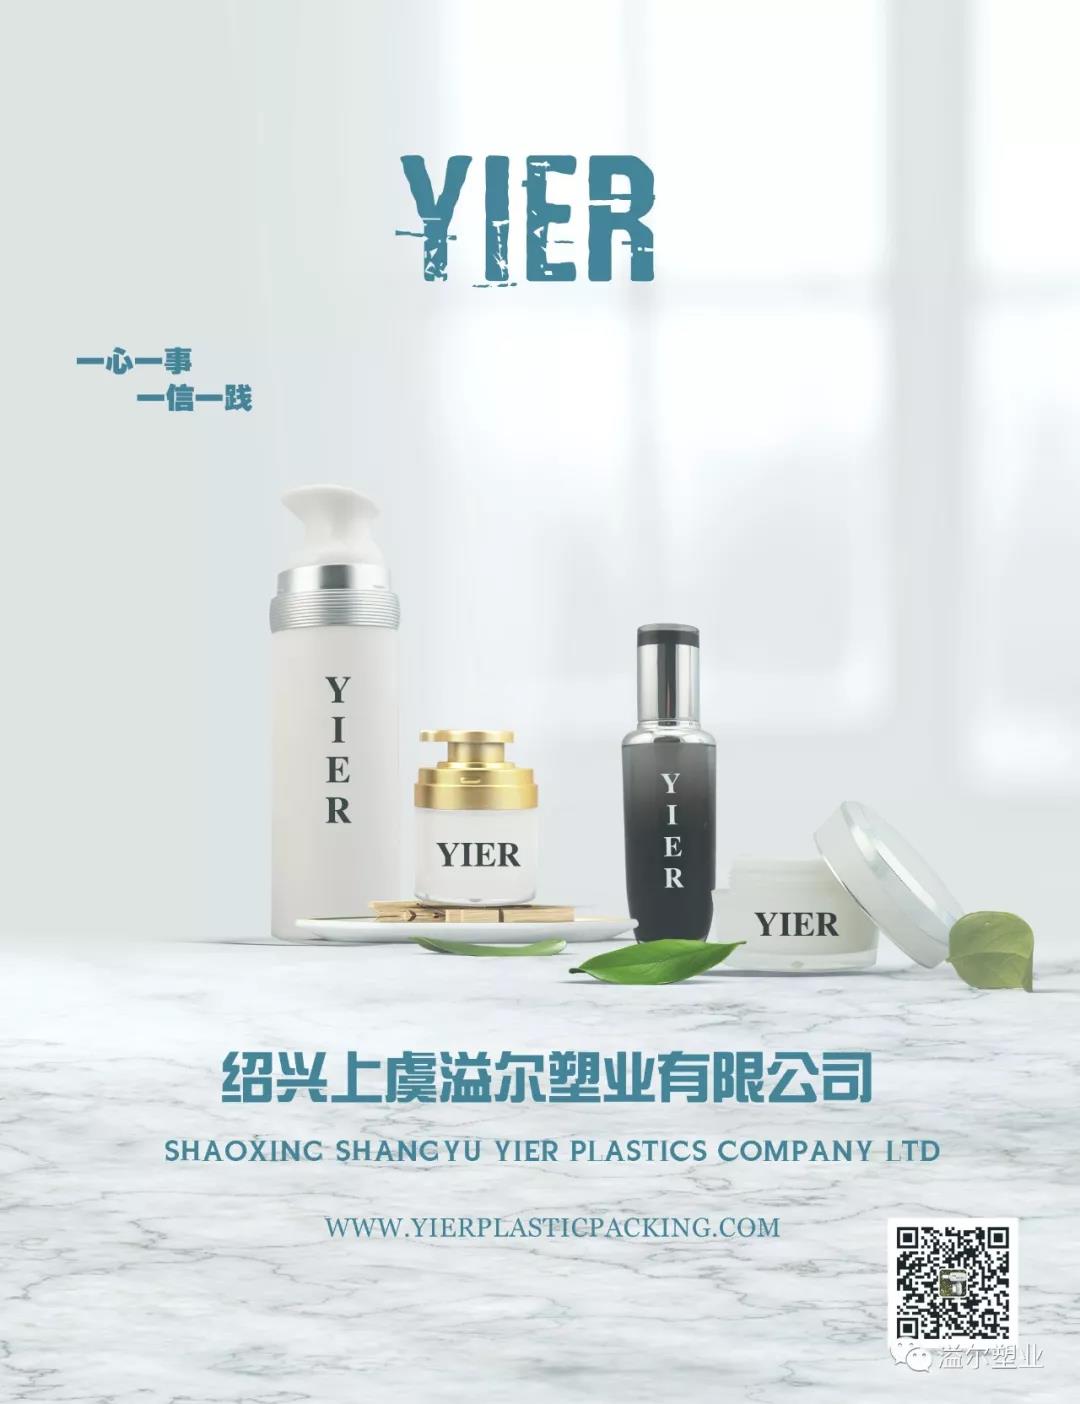 YIER
一心一事
一信一践
YIER
YIER
YIER
YIER
绍兴上虞溢尔塑业有限公司
SHAOXING SHANGYU YIER PLASTICS COMPANY LTD
WWW.YIERPLASTICPACKING.COM
溢尔塑业